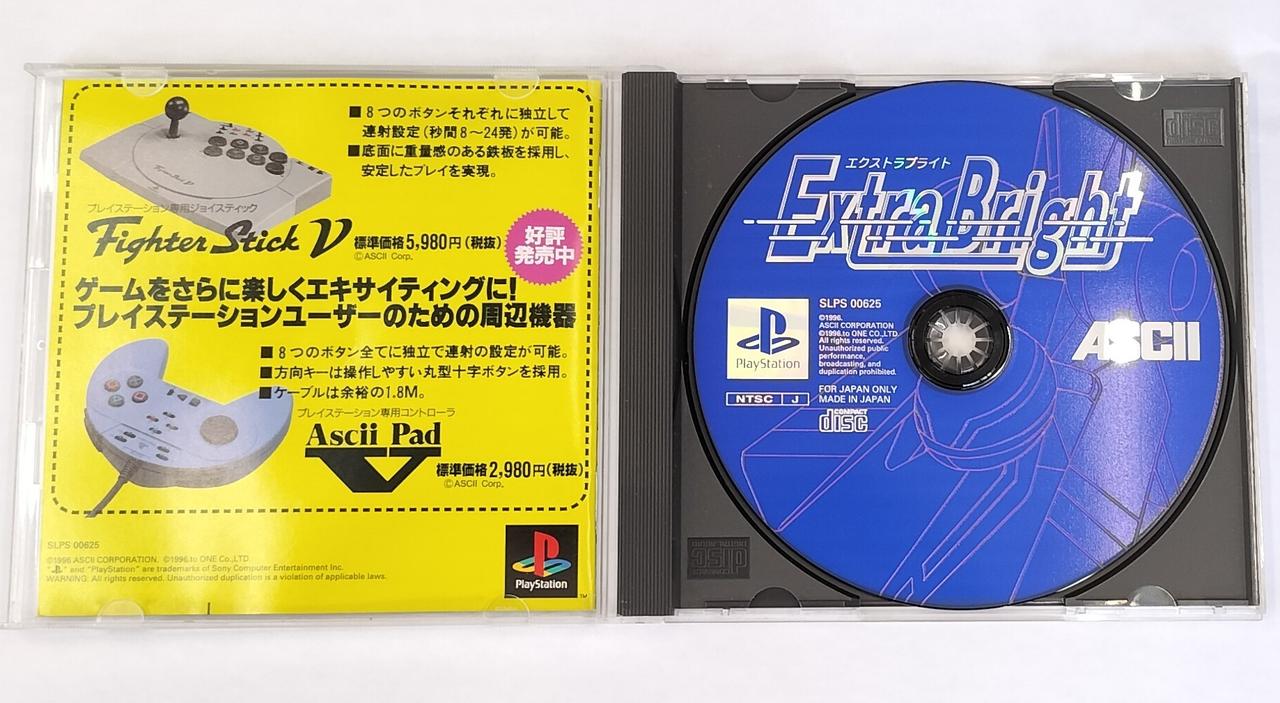 ■8つのボタンそれぞれに独立して
連射設定(秒間8〜24発)が可能。
■底面に重量感のある鉄板を採用し、
安定したプレイを実現。
プレイステーション専用ジョイスティック
Fighter Stick V
標準価格5,980円(税抜)
©ASCII Corp.
好評
発売中
ゲームをさらに楽しくエキサイティングに!
プレイステーションユーザーのための周辺機器
■8つのボタン全てに独立で連射の設定が可能。
■方向キーは操作しやすい丸型十字ボタンを採用。
■ケーブルは余裕の1.8M。
プレイステーション専用コントローラ
Ascii Pad
V
標準価格2,980円(税抜)
©ASCII Corp.
SLPS 00625
©1996 ASCII CORPORATION. ©1996.to ONE Co.,LTD.
" " and "PlayStation" are trademarks of Sony Computer Entertainment Inc.
WARNING: All rights reserved. Unauthorized duplication is a violation of applicable laws.
PlayStation
TM
エクストラブライト
Extra Bright
PlayStation
NTSC J
SLPS 00625
©1996.
ASCII CORPORATION
©1996.to ONE CO.,LTD.
All rights reserved.
Unauthorized public
performance,
broadcasting, and
duplication prohibited.
FOR JAPAN ONLY
MADE IN JAPAN
COMPACT
disc
ASCII
disc
COMPACT
disc
DIGITAL AUDIO